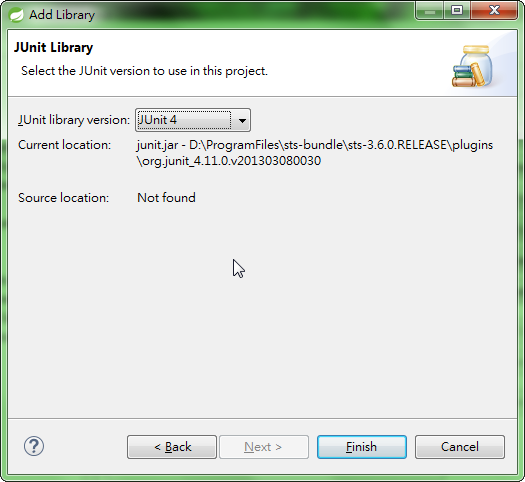 Add Library
JUnit Library
Select the JUnit version to use in this project.
JUnit library version: JUnit 4
Current location: junit.jar - D:\ProgramFiles\sts-bundle\sts-3.6.0.RELEASE\plugins
\org.junit_4.11.0.v201303080030
Source location: Not found
? < Back Next > Finish Cancel